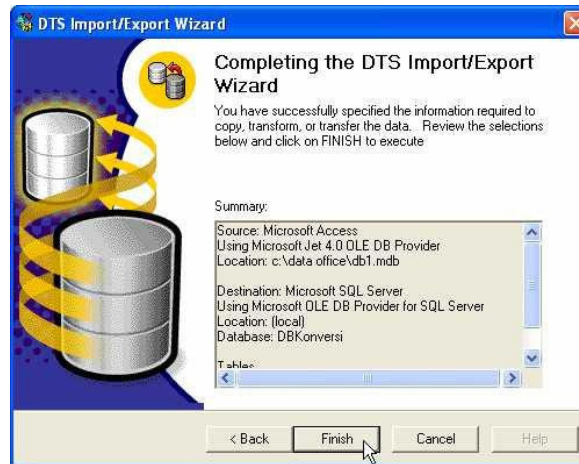 DTS Import/Export Wizard
Completing the DTS Import/Export
Wizard
You have successfully specified the information required to
copy, transform, or transfer the data. Review the selections
below and click on FINISH to execute
Summary:
Source: Microsoft Access
Using Microsoft Jet 4.0 OLE DB Provider
Location: c:\data office\db1.mdb
Destination: Microsoft SQL Server
Using Microsoft OLE DB Provider for SQL Server
Location: (local)
Database: DBKonversi
Tables
< Back Finish Cancel Help